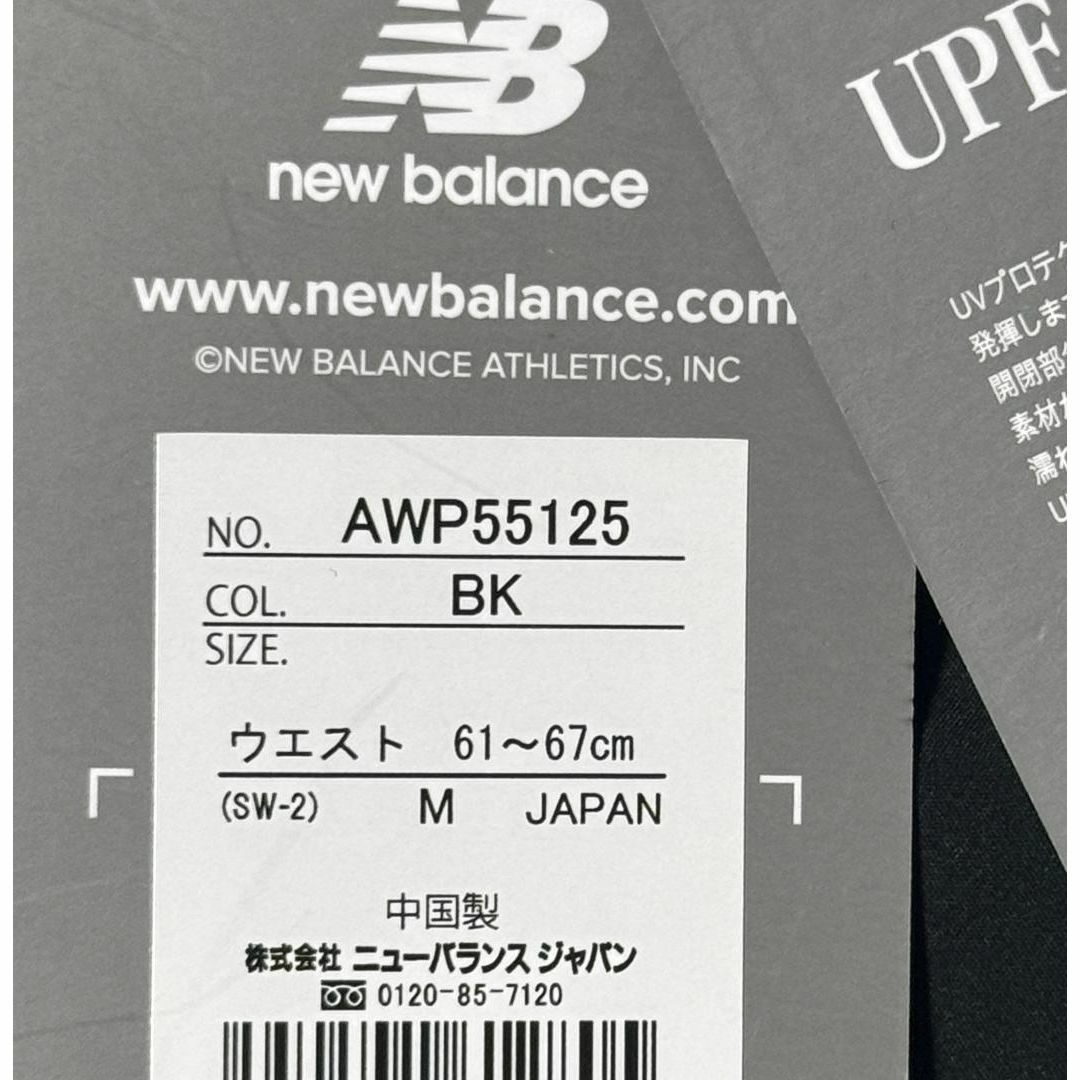 NB
new balance
www.newbalance.com
©NEW BALANCE ATHLETICS, INC
NO. AWP55125
COL. BK
SIZE.
ウエスト 61～67cm
(SW-2) M JAPAN
中国製
株式会社 ニューバランス ジャパン
0120-85-7120
UPF
UVプロテク
発揮しま
開閉部
素材
濡れ
U